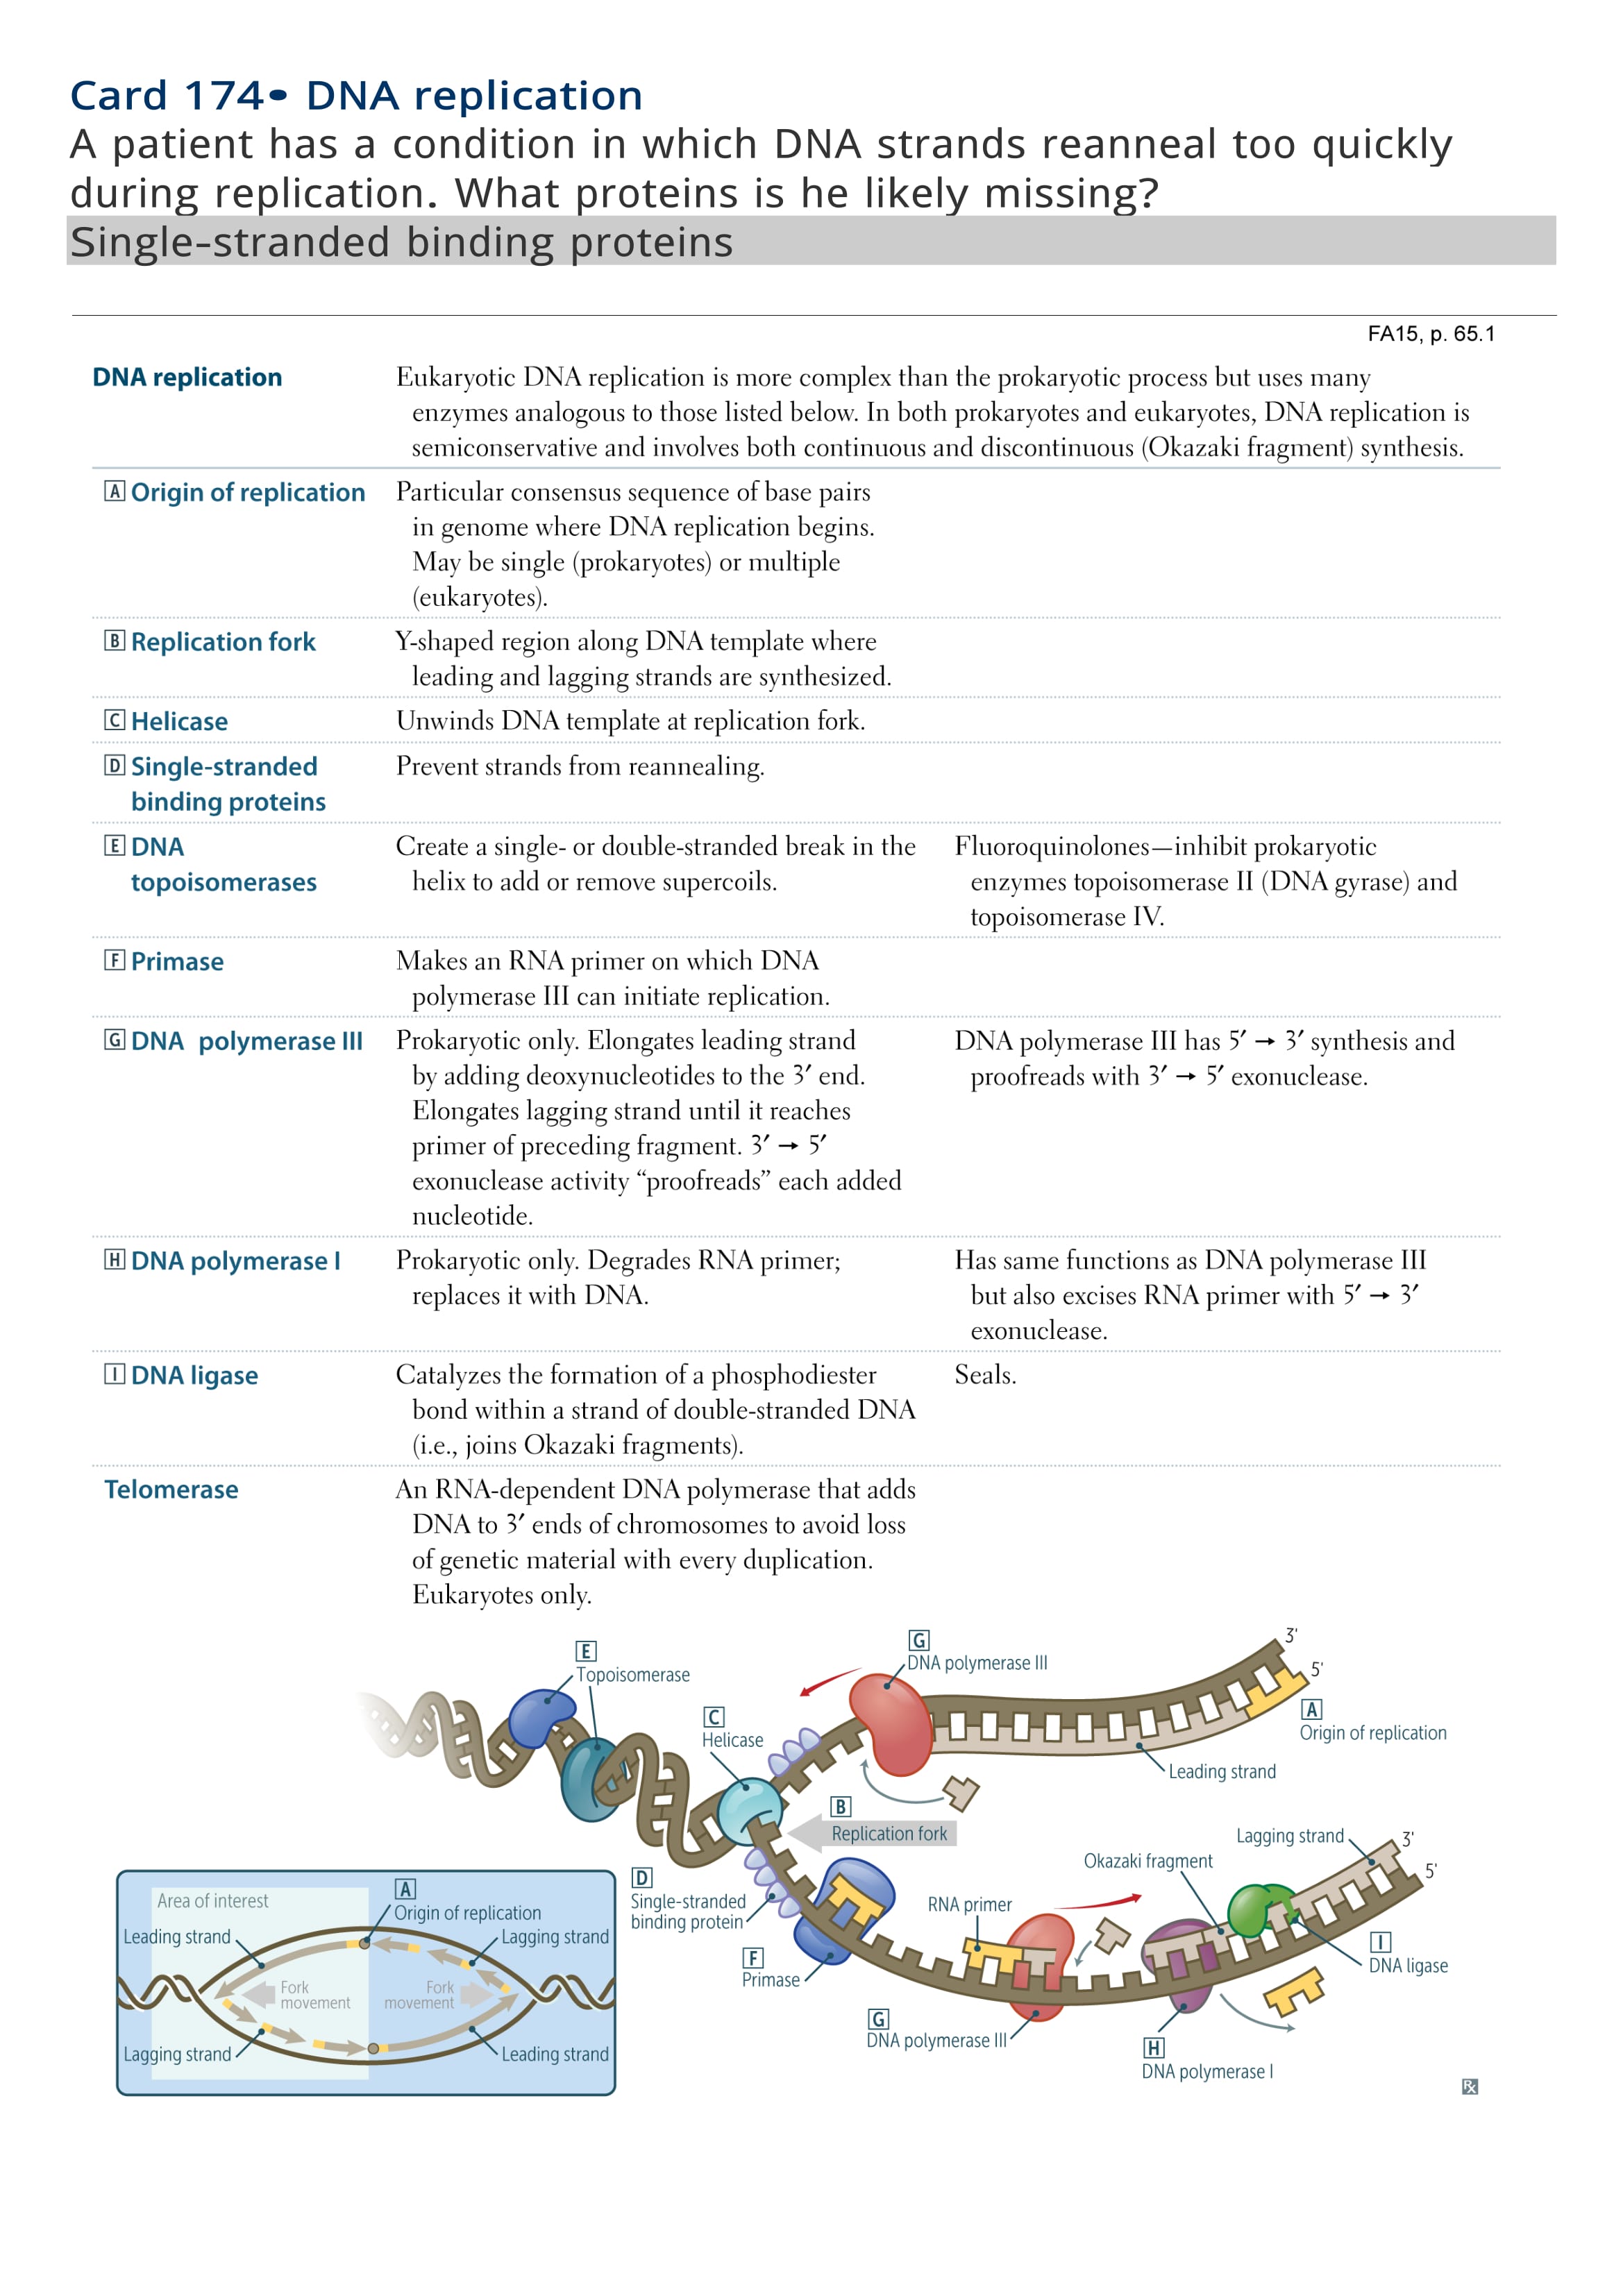 Card 174• DNA replication
A patient has a condition in which DNA strands reanneal too quickly
during replication. What proteins is he likely missing?
Single-stranded binding proteins
FA15, p. 65.1
DNA replication
Eukaryotic DNA replication is more complex than the prokaryotic process but uses many
enzymes analogous to those listed below. In both prokaryotes and eukaryotes, DNA replication is
semiconservative and involves both continuous and discontinuous (Okazaki fragment) synthesis.
A Origin of replication
Particular consensus sequence of base pairs
in genome where DNA replication begins.
May be single (prokaryotes) or multiple
(eukaryotes).
B Replication fork
Y-shaped region along DNA template where
leading and lagging strands are synthesized.
C Helicase
Unwinds DNA template at replication fork.
D Single-stranded
binding proteins
Prevent strands from reannealing.
E DNA
topoisomerases
Create a single- or double-stranded break in the
helix to add or remove supercoils.
Fluoroquinolones—inhibit prokaryotic
enzymes topoisomerase II (DNA gyrase) and
topoisomerase IV.
F Primase
Makes an RNA primer on which DNA
polymerase III can initiate replication.
G DNA polymerase III
Prokaryotic only. Elongates leading strand
by adding deoxynucleotides to the 3′ end.
Elongates lagging strand until it reaches
primer of preceding fragment. 3′ → 5′
exonuclease activity “proofreads” each added
nucleotide.
DNA polymerase III has 5′ → 3′ synthesis and
proofreads with 3′ → 5′ exonuclease.
H DNA polymerase I
Prokaryotic only. Degrades RNA primer;
replaces it with DNA.
Has same functions as DNA polymerase III
but also excises RNA primer with 5′ → 3′
exonuclease.
I DNA ligase
Catalyzes the formation of a phosphodiester
bond within a strand of double-stranded DNA
(i.e., joins Okazaki fragments).
Seals.
Telomerase
An RNA-dependent DNA polymerase that adds
DNA to 3′ ends of chromosomes to avoid loss
of genetic material with every duplication.
Eukaryotes only.
E
Topoisomerase
G
DNA polymerase III
3'
5'
A
Origin of replication
C
Helicase
Leading strand
B
Replication fork
Lagging strand
3'
5'
Okazaki fragment
D
Single-stranded
binding protein
RNA primer
F
Primase
I
DNA ligase
G
DNA polymerase III
H
DNA polymerase I
Area of interest
A
Origin of replication
Leading strand
Lagging strand
Fork
movement
Fork
movement
Lagging strand
Leading strand
Rx